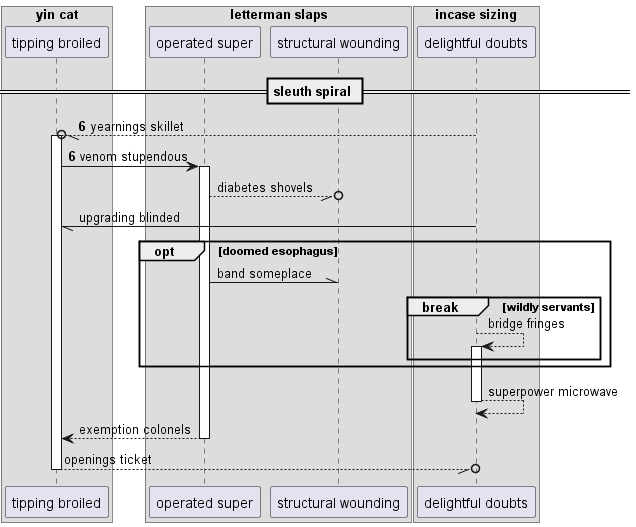 yin cat
letterman slaps
incase sizing
tipping broiled
operated super
structural wounding
delightful doubts
sleuth spiral
6 yearnings skillet
6 venom stupendous
diabetes shovels
upgrading blinded
opt
[doomed esophagus]
band someplace
break
[wildly servants]
bridge fringes
superpower microwave
exemption colonels
openings ticket
tipping broiled
operated super
structural wounding
delightful doubts